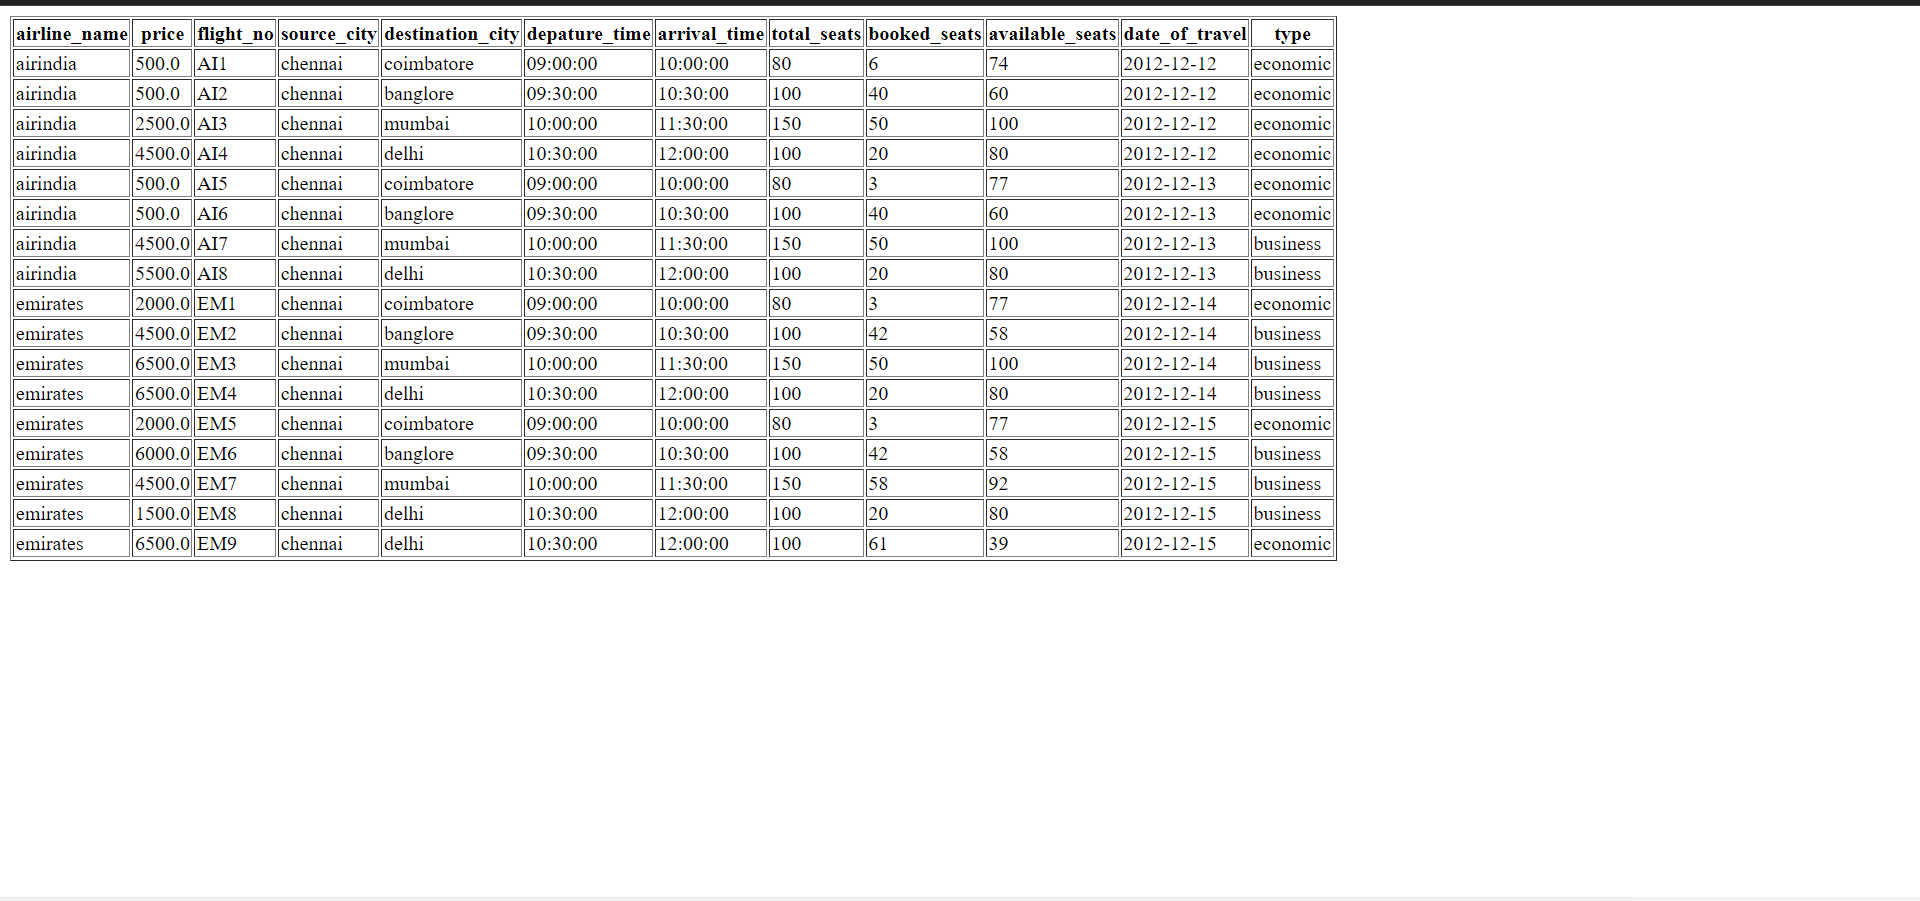 airline_name price flight_no source_city destination_city depature_time arrival_time total_seats booked_seats available_seats date_of_travel type
airindia 500.0 AI1 chennai coimbatore 09:00:00 10:00:00 80 6 74 2012-12-12 economic
airindia 500.0 AI2 chennai banglore 09:30:00 10:30:00 100 40 60 2012-12-12 economic
airindia 2500.0 AI3 chennai mumbai 10:00:00 11:30:00 150 50 100 2012-12-12 economic
airindia 4500.0 AI4 chennai delhi 10:30:00 12:00:00 100 20 80 2012-12-12 economic
airindia 500.0 AI5 chennai coimbatore 09:00:00 10:00:00 80 3 77 2012-12-13 economic
airindia 500.0 AI6 chennai banglore 09:30:00 10:30:00 100 40 60 2012-12-13 economic
airindia 4500.0 AI7 chennai mumbai 10:00:00 11:30:00 150 50 100 2012-12-13 business
airindia 5500.0 AI8 chennai delhi 10:30:00 12:00:00 100 20 80 2012-12-13 business
emirates 2000.0 EM1 chennai coimbatore 09:00:00 10:00:00 80 3 77 2012-12-14 economic
emirates 4500.0 EM2 chennai banglore 09:30:00 10:30:00 100 42 58 2012-12-14 business
emirates 6500.0 EM3 chennai mumbai 10:00:00 11:30:00 150 50 100 2012-12-14 business
emirates 6500.0 EM4 chennai delhi 10:30:00 12:00:00 100 20 80 2012-12-14 business
emirates 2000.0 EM5 chennai coimbatore 09:00:00 10:00:00 80 3 77 2012-12-15 economic
emirates 6000.0 EM6 chennai banglore 09:30:00 10:30:00 100 42 58 2012-12-15 business
emirates 4500.0 EM7 chennai mumbai 10:00:00 11:30:00 150 58 92 2012-12-15 business
emirates 1500.0 EM8 chennai delhi 10:30:00 12:00:00 100 20 80 2012-12-15 business
emirates 6500.0 EM9 chennai delhi 10:30:00 12:00:00 100 61 39 2012-12-15 economic